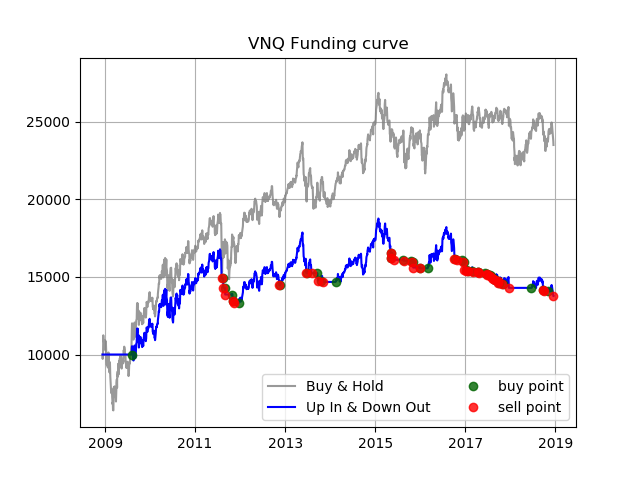 VNQ Funding curve
25000
20000
15000
10000
Buy & Hold
Up In & Down Out
buy point
sell point
2009 2011 2013 2015 2017 2019